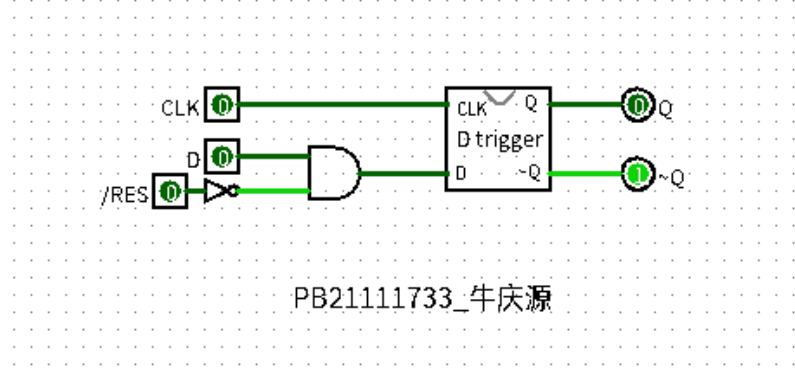 CLK 0 CLK Q 0 Q
D 0 D trigger
/RES 0 D ~Q 1 ~Q
PB21111733_牛庆源